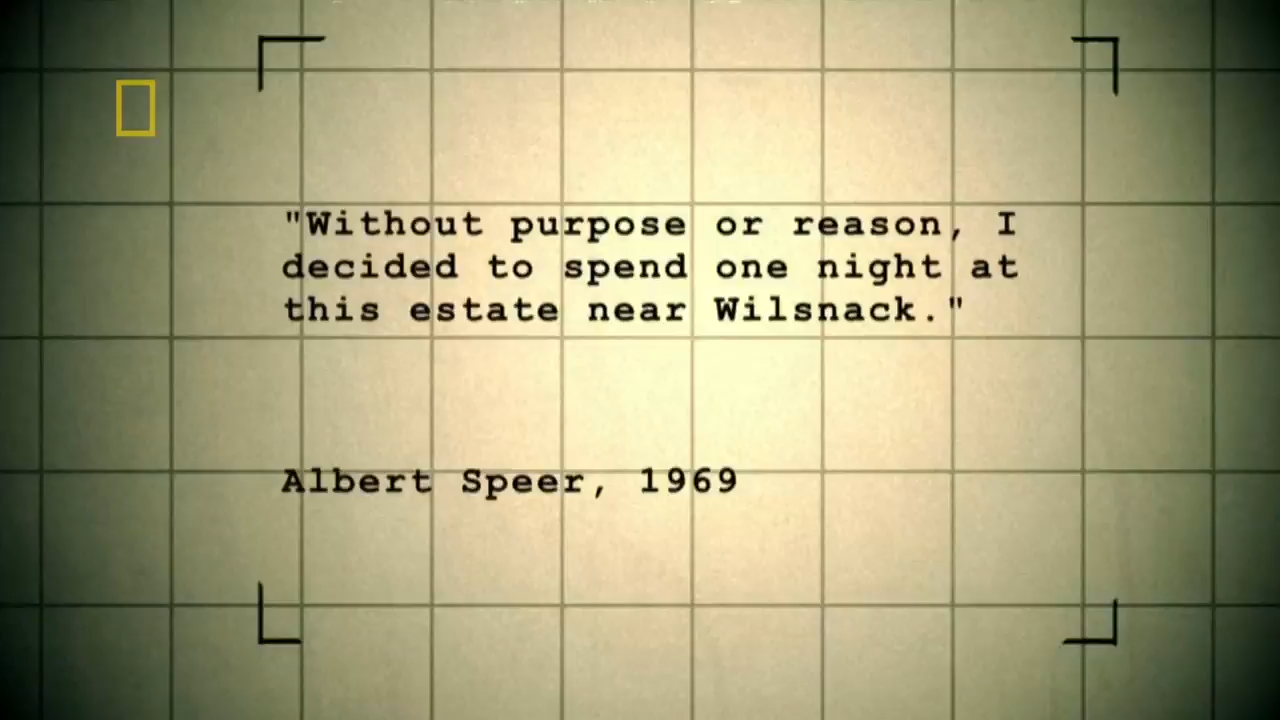 "Without purpose or reason, I
decided to spend one night at
this estate near Wilsnack."
Albert Speer, 1969